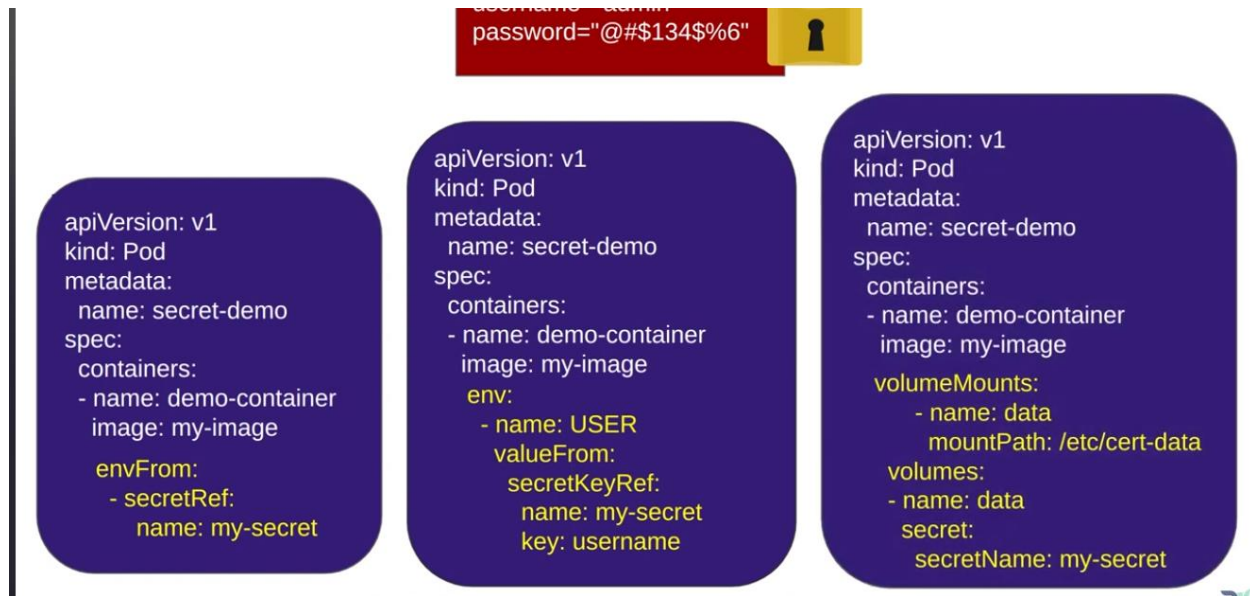 password="@#$134$%6"
apiVersion: v1
kind: Pod
metadata:
name: secret-demo
spec:
containers:
- name: demo-container
image: my-image
envFrom:
- secretRef:
name: my-secret
apiVersion: v1
kind: Pod
metadata:
name: secret-demo
spec:
containers:
- name: demo-container
image: my-image
env:
- name: USER
valueFrom:
secretKeyRef:
name: my-secret
key: username
apiVersion: v1
kind: Pod
metadata:
name: secret-demo
spec:
containers:
- name: demo-container
image: my-image
volumeMounts:
- name: data
mountPath: /etc/cert-data
volumes:
- name: data
secret:
secretName: my-secret